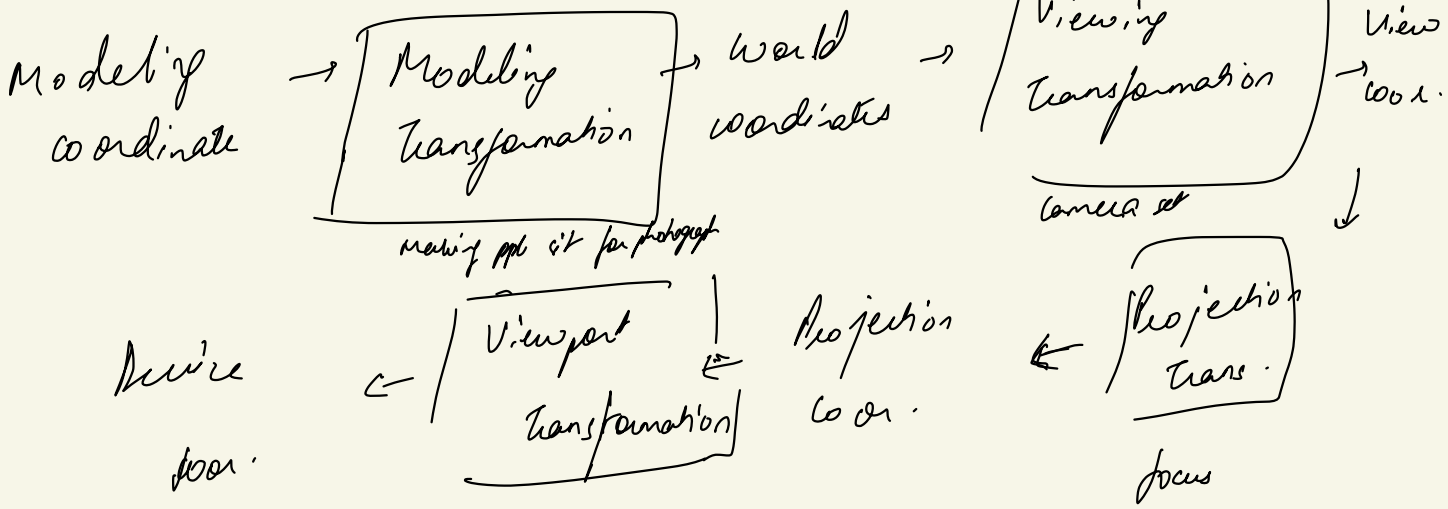 Modeling
coordinate
Modeling
Transformation
making ppl sit for photograph
world
coordinates
Viewing
Transformation
camera set
View
coor.
Projection
Trans.
focus
Projection
coor.
Viewport
Transformation
Device
coor.